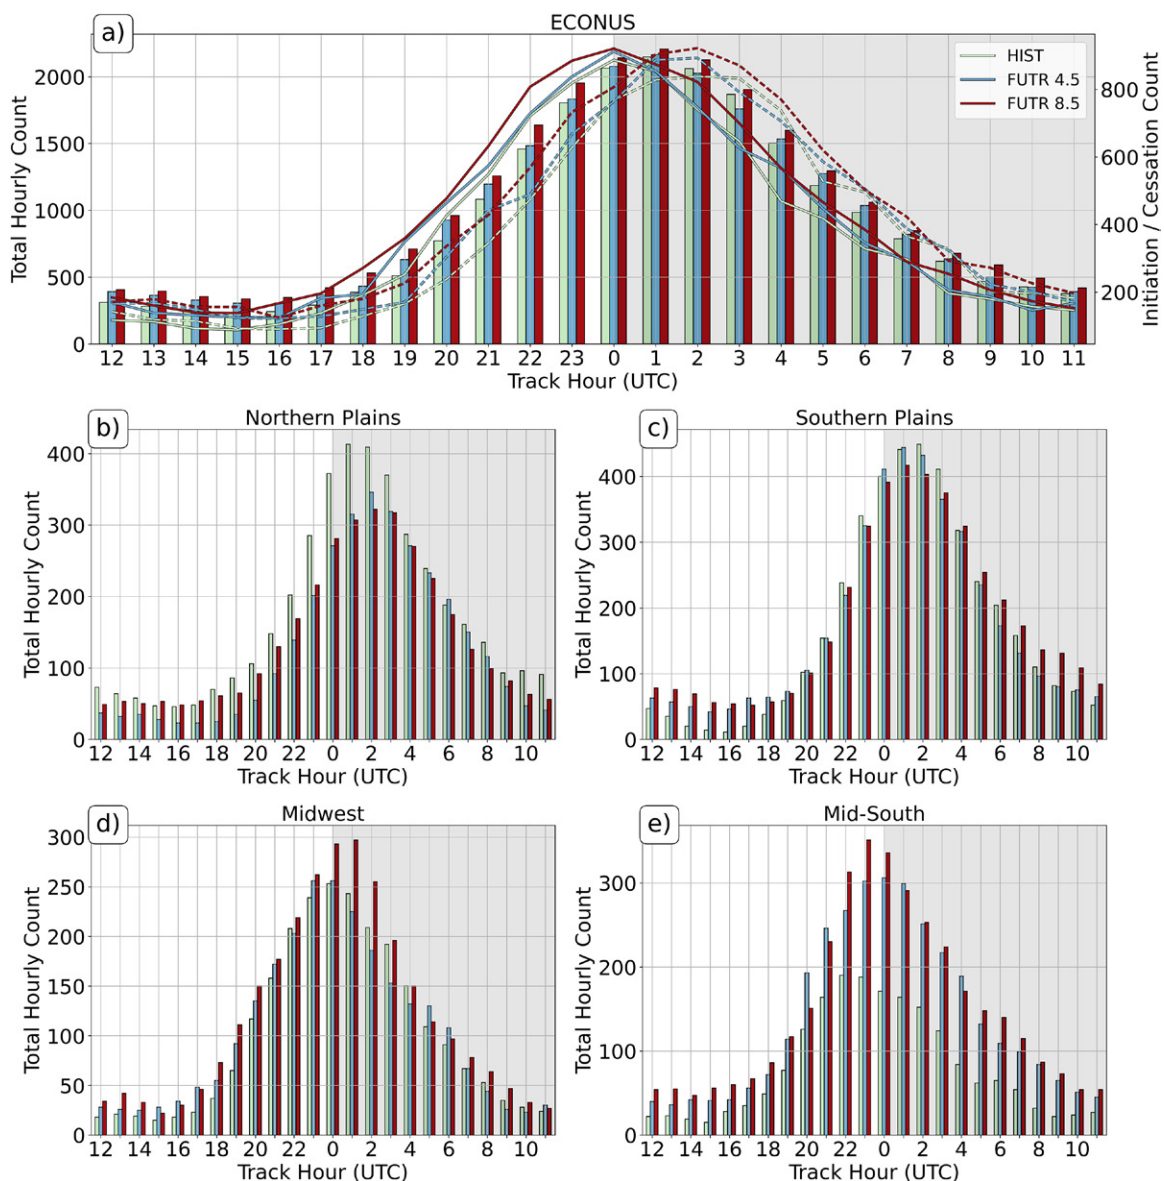 a)
ECONUS
HIST
FUTR 4.5
FUTR 8.5
Total Hourly Count
2000
1500
1000
500
0
Initiation / Cessation Count
800
600
400
200
12 13 14 15 16 17 18 19 20 21 22 23 0 1 2 3 4 5 6 7 8 9 10 11
Track Hour (UTC)
b)
Northern Plains
Total Hourly Count
400
300
200
100
0
12 14 16 18 20 22 0 2 4 6 8 10
Track Hour (UTC)
c)
Southern Plains
Total Hourly Count
400
300
200
100
0
12 14 16 18 20 22 0 2 4 6 8 10
Track Hour (UTC)
d)
Midwest
Total Hourly Count
300
250
200
150
100
50
0
12 14 16 18 20 22 0 2 4 6 8 10
Track Hour (UTC)
e)
Mid-South
Total Hourly Count
300
200
100
0
12 14 16 18 20 22 0 2 4 6 8 10
Track Hour (UTC)